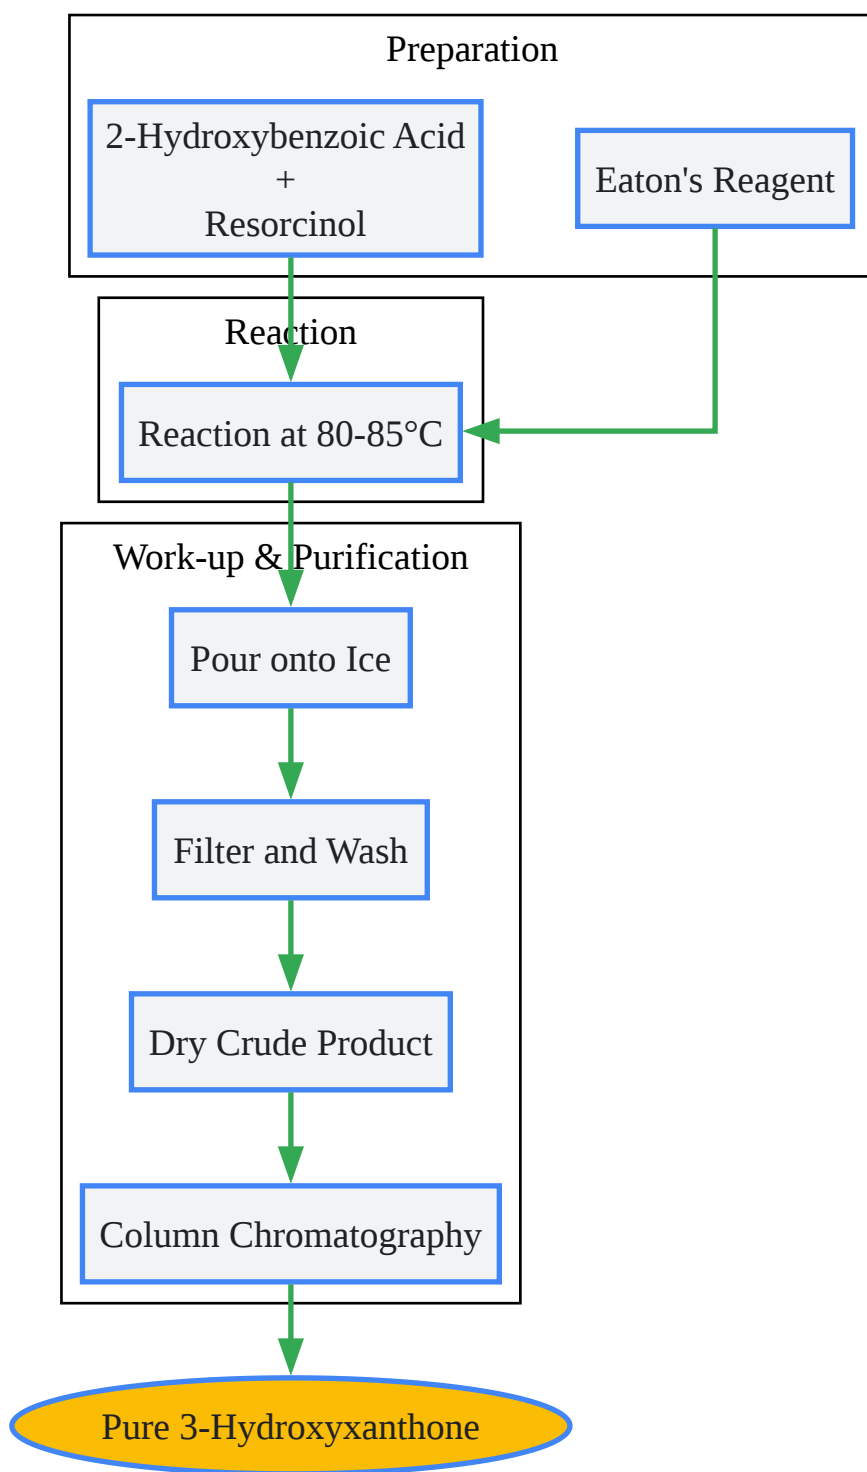 Preparation
2-Hydroxybenzoic Acid
+
Resorcinol
Eaton's Reagent
Reaction
Reaction at 80-85°C
Work-up & Purification
Pour onto Ice
Filter and Wash
Dry Crude Product
Column Chromatography
Pure 3-Hydroxyxanthone